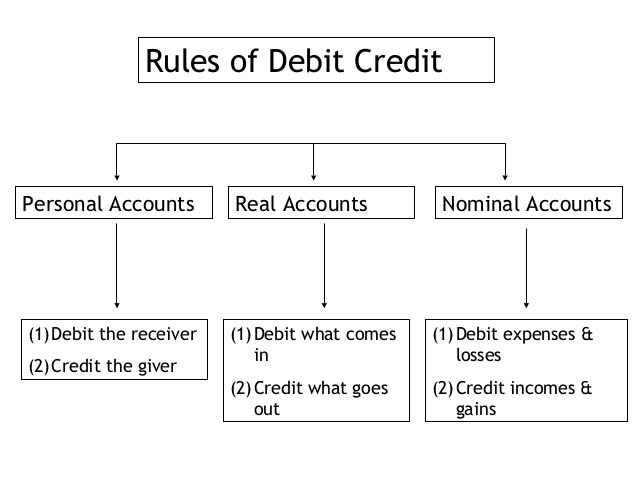 Rules of Debit Credit
Personal Accounts
Real Accounts
Nominal Accounts
(1) Debit the receiver
(2) Credit the giver
(1) Debit what comes
in
(2) Credit what goes
out
(1) Debit expenses &
losses
(2) Credit incomes &
gains